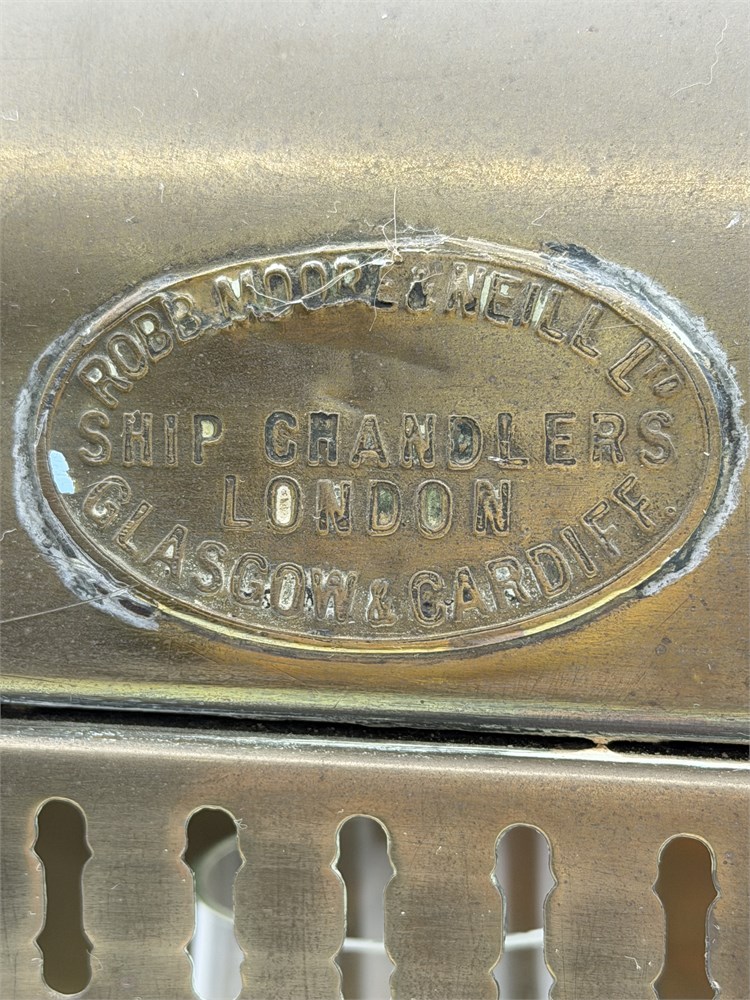 ROBB. MOORE & NEILL LTD
SHIP CHANDLERS
LONDON.
GLASGOW & CARDIFF.